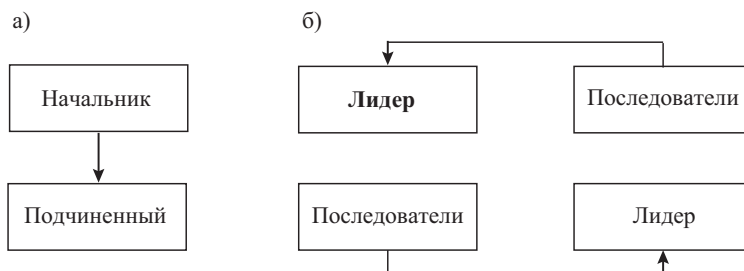 а)
б)
Начальник
Лидер
Последователи
Подчиненный
Последователи
Лидер